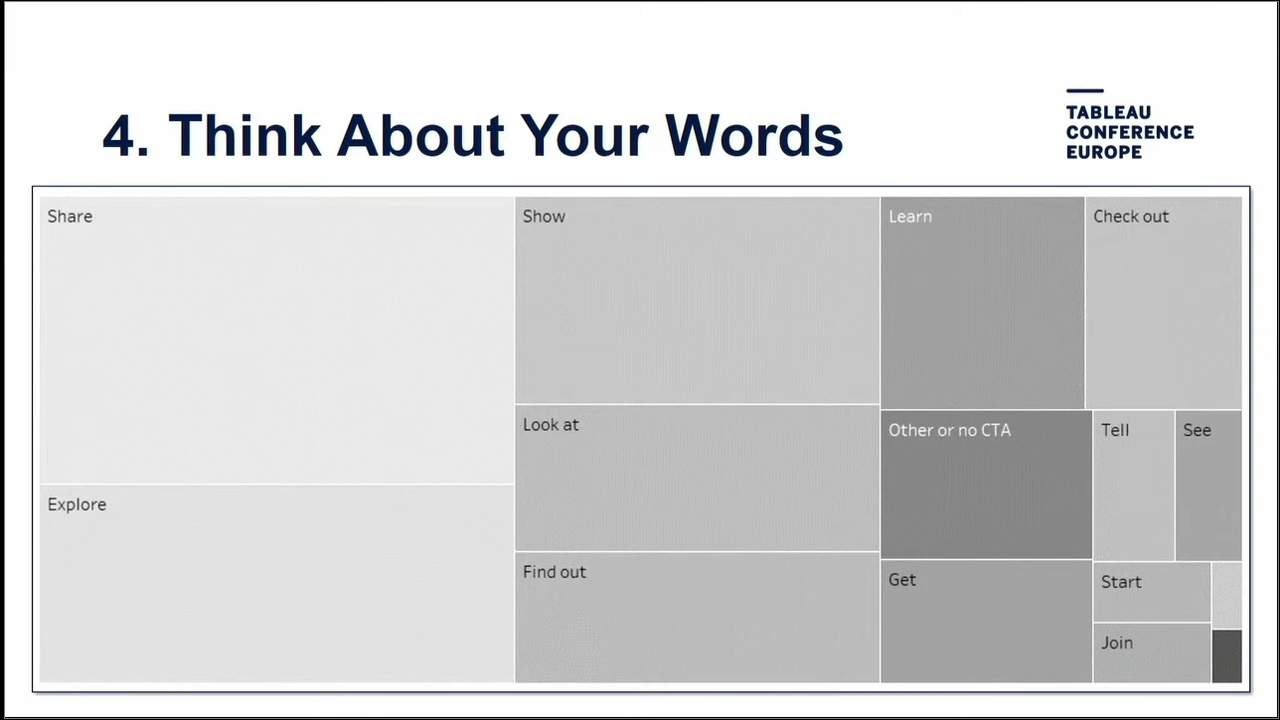 4. Think About Your Words
TABLEAU
CONFERENCE
EUROPE
Share
Show
Learn
Check out
Look at
Other or no CTA
Tell
See
Explore
Find out
Get
Start
Join